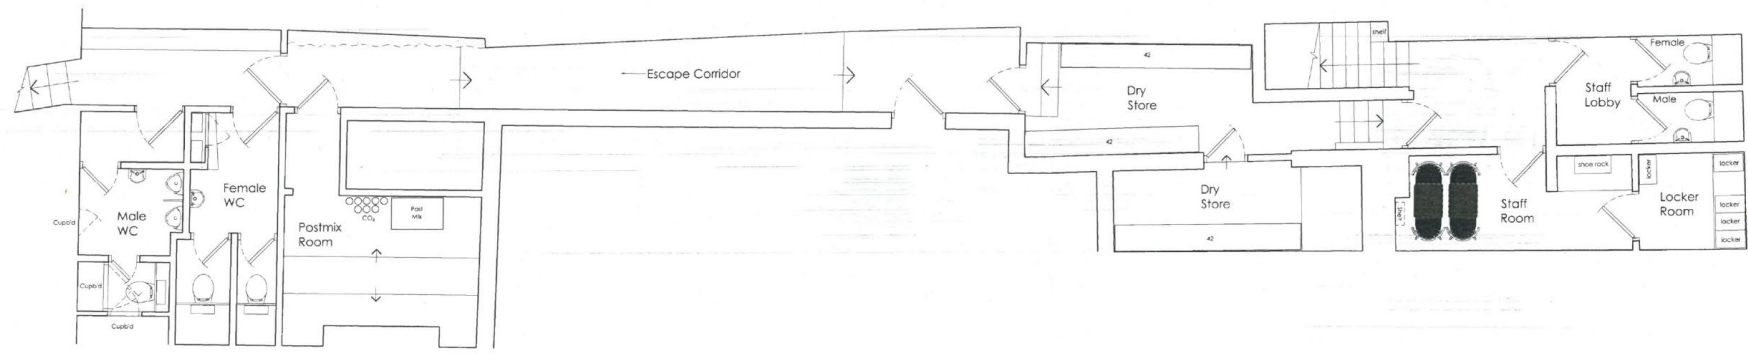 Escape Corridor
Male
WC
Female
WC
Cupb'd
Cupb'd
Cupb'd
Postmix
Room
CO₂
Post
Mix
42
Dry
Store
42
Dry
Store
42
shelf
Female
Staff
Lobby
Male
shoe rack
locker
locker
Locker
Room
locker
locker
locker
Staff
Room
shelf